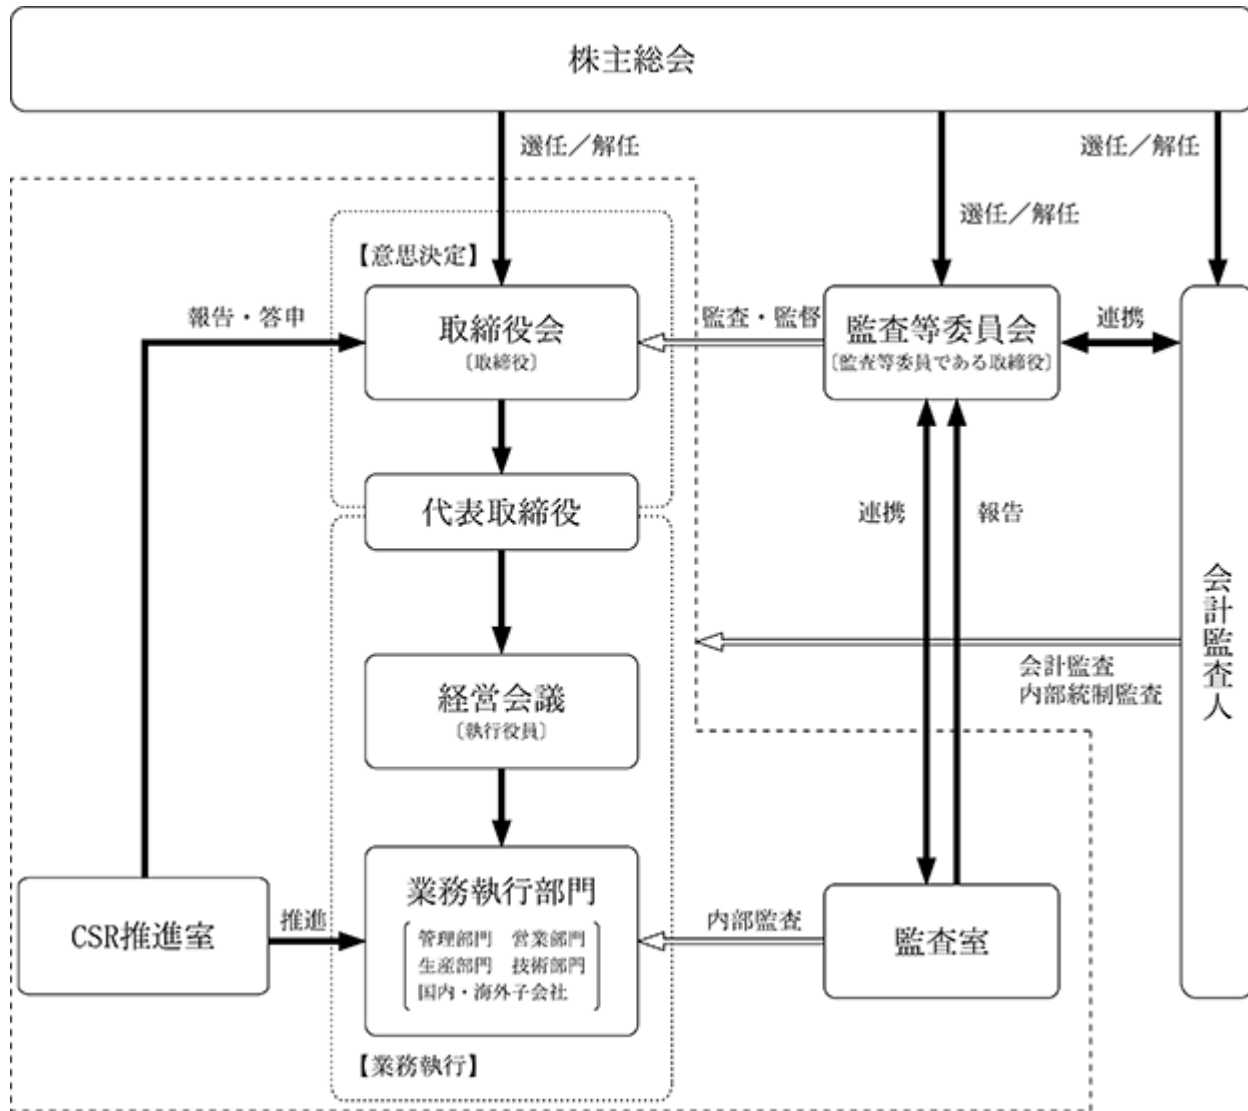 株主総会
選任／解任
選任／解任
選任／解任
【意思決定】
報告・答申
取締役会
〔取締役〕
監査・監督
監査等委員会
〔監査等委員である取締役〕
連携
代表取締役
連携
報告
会計監査人
会計監査
内部統制監査
経営会議
〔執行役員〕
CSR推進室
推進
業務執行部門
管理部門　営業部門
生産部門　技術部門
国内・海外子会社
内部監査
監査室
【業務執行】